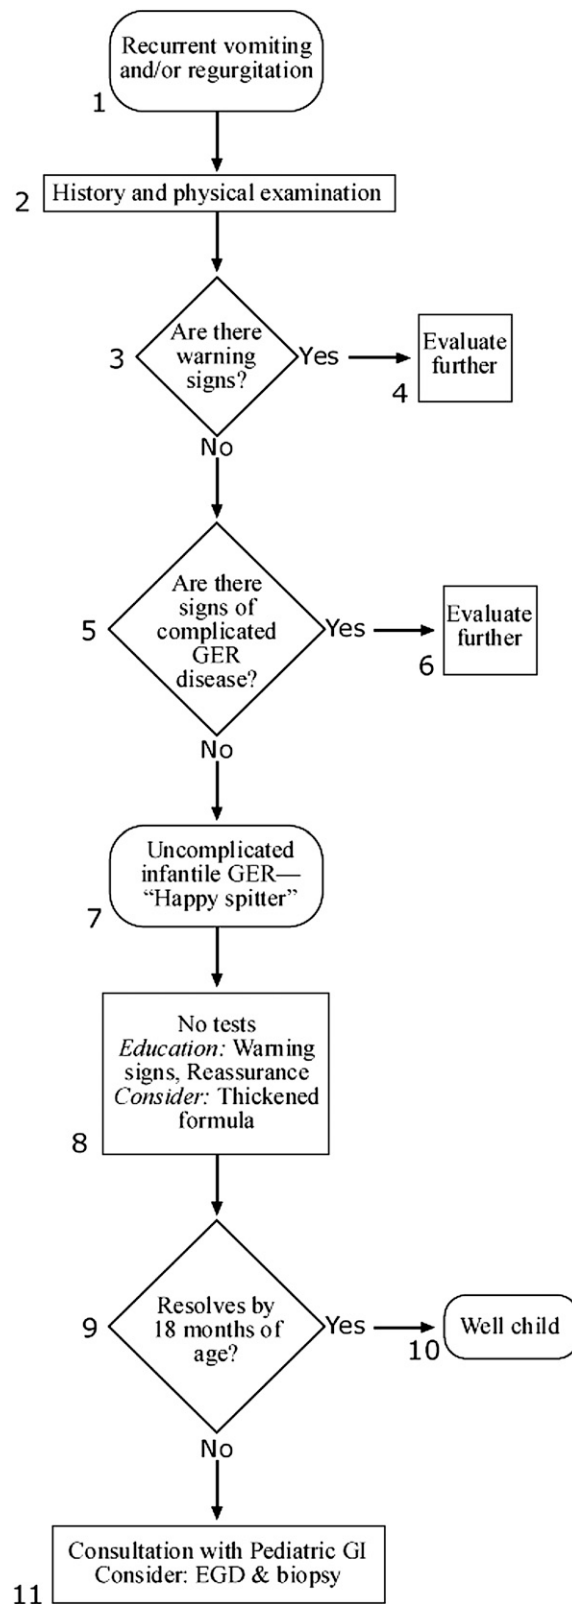 Recurrent vomiting
and/or regurgitation
1
History and physical examination
2
Are there
warning
signs?
3
Yes
Evaluate
further
4
No
Are there
signs of
complicated
GER
disease?
5
Yes
Evaluate
further
6
No
Uncomplicated
infantile GER—
“Happy spitter”
7
No tests
Education: Warning
signs, Reassurance
Consider: Thickened
formula
8
Resolves by
18 months of
age?
9
Yes
Well child
10
No
Consultation with Pediatric GI
Consider: EGD & biopsy
11